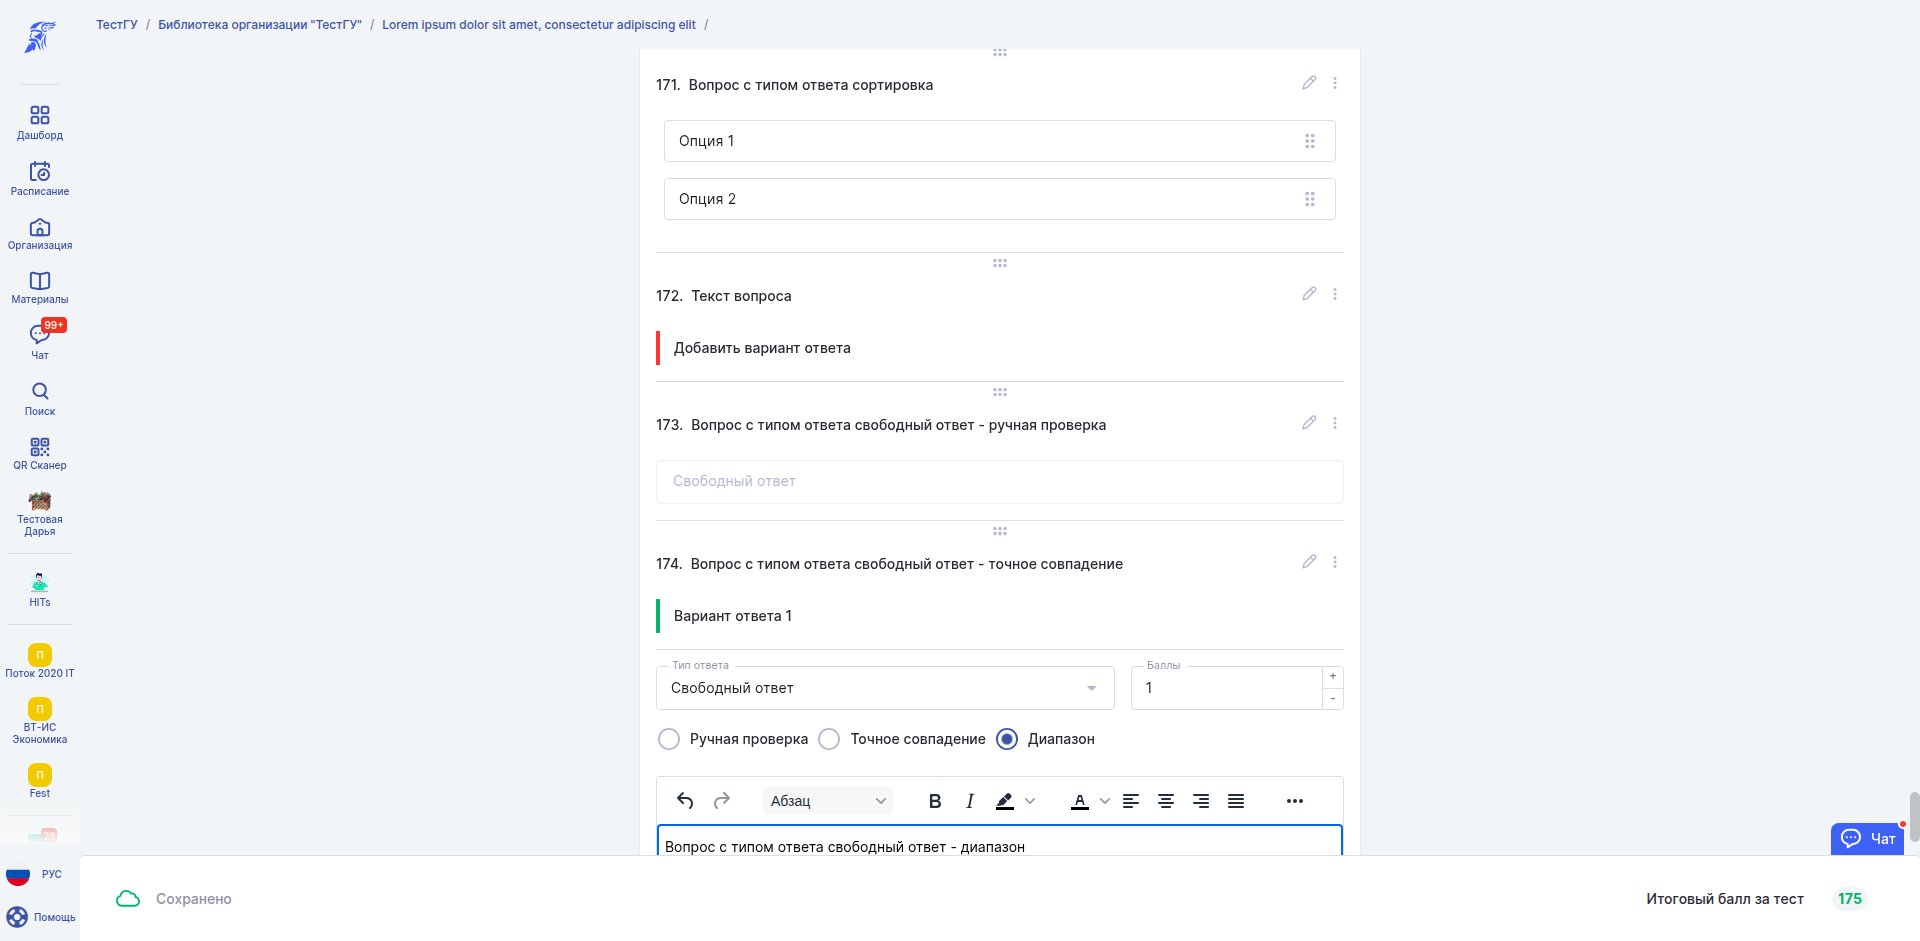 ТестГУ / Библиотека организации "ТестГУ" / Lorem ipsum dolor sit amet, consectetur adipiscing elit /
Дашборд
Расписание
Организация
Материалы
99+
Чат
Поиск
QR Сканер
Тестовая
Дарья
HITs
П
Поток 2020 IT
П
ВТ-ИС
Экономика
П
Fest
28
РУС
Помощь
171. Вопрос с типом ответа сортировка
Опция 1
Опция 2
172. Текст вопроса
Добавить вариант ответа
173. Вопрос с типом ответа свободный ответ - ручная проверка
Свободный ответ
174. Вопрос с типом ответа свободный ответ - точное совпадение
Вариант ответа 1
Тип ответа
Свободный ответ
Баллы
1
+
-
Ручная проверка Точное совпадение Диапазон
Абзац B I A
Вопрос с типом ответа свободный ответ - диапазон
Чат
Сохранено
Итоговый балл за тест 175